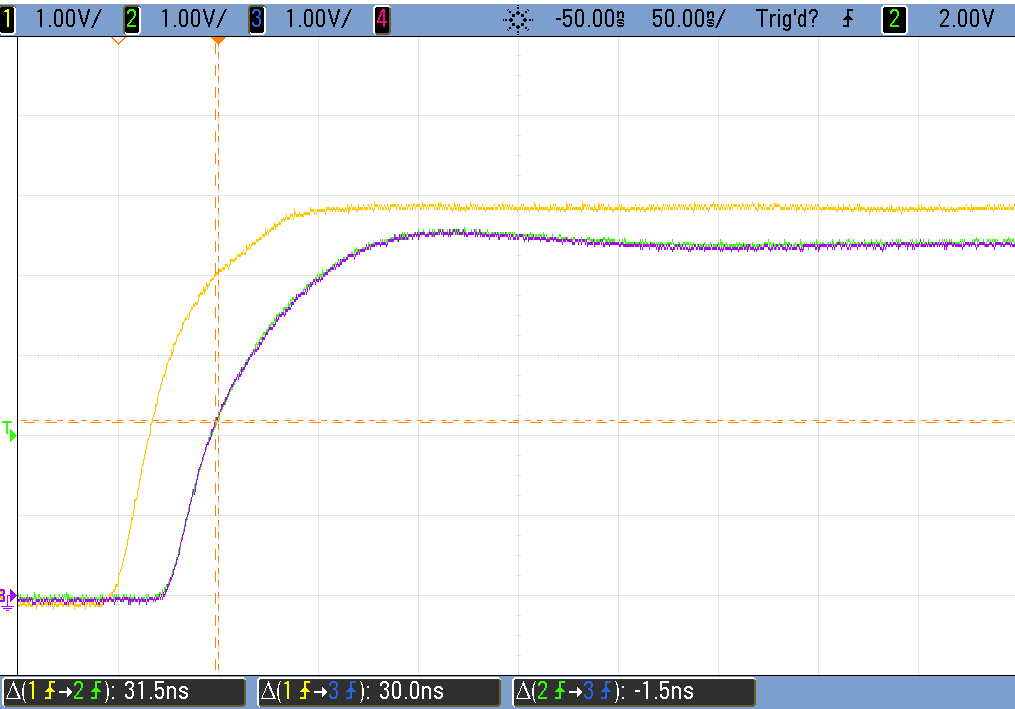 1 1.00V/ 2 1.00V/ 3 1.00V/ 4 -50.00ns 50.00ns/ Trig'd? 2 2.00V
T
Δ(1→2): 31.5ns Δ(1→3): 30.0ns Δ(2→3): -1.5ns